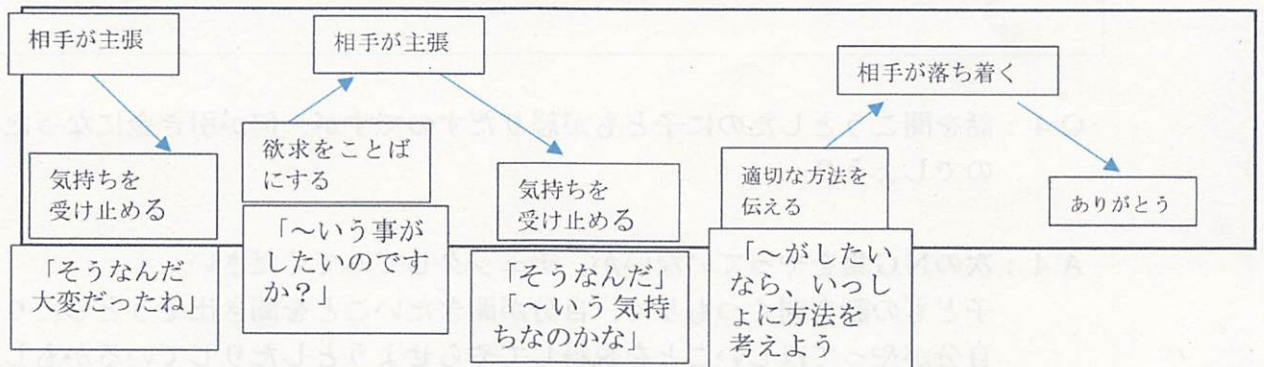 相手が主張
気持ちを
受け止める
「そうなんだ
大変だったね」
欲求をことば
にする
「～いう事が
したいのです
か？」
相手が主張
気持ちを
受け止める
「そうなんだ」
「～いう気持
ちなのかな」
適切な方法を
伝える
「～がしたい
なら、いっし
ょに方法を
考えよう
相手が落ち着く
ありがとう